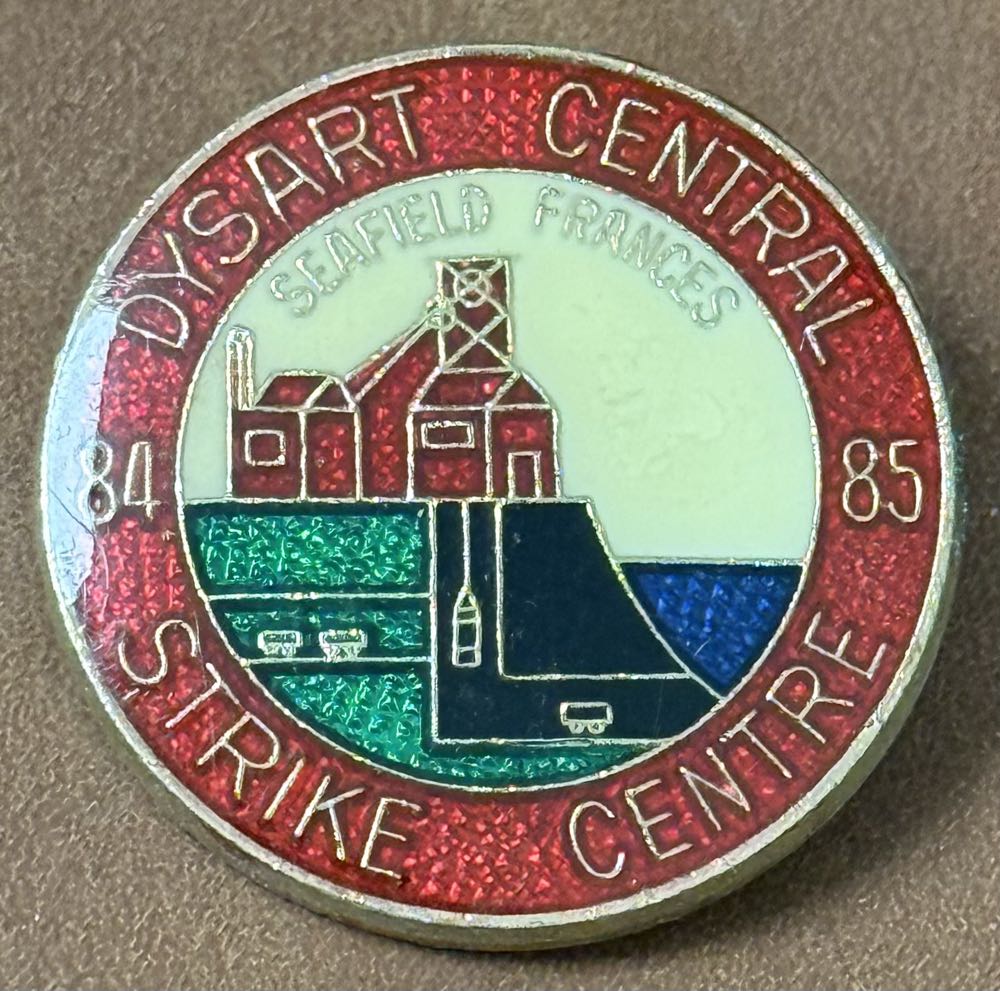 DYSART CENTRAL
SEAFIELD FRANCES
84 85
STRIKE CENTRE